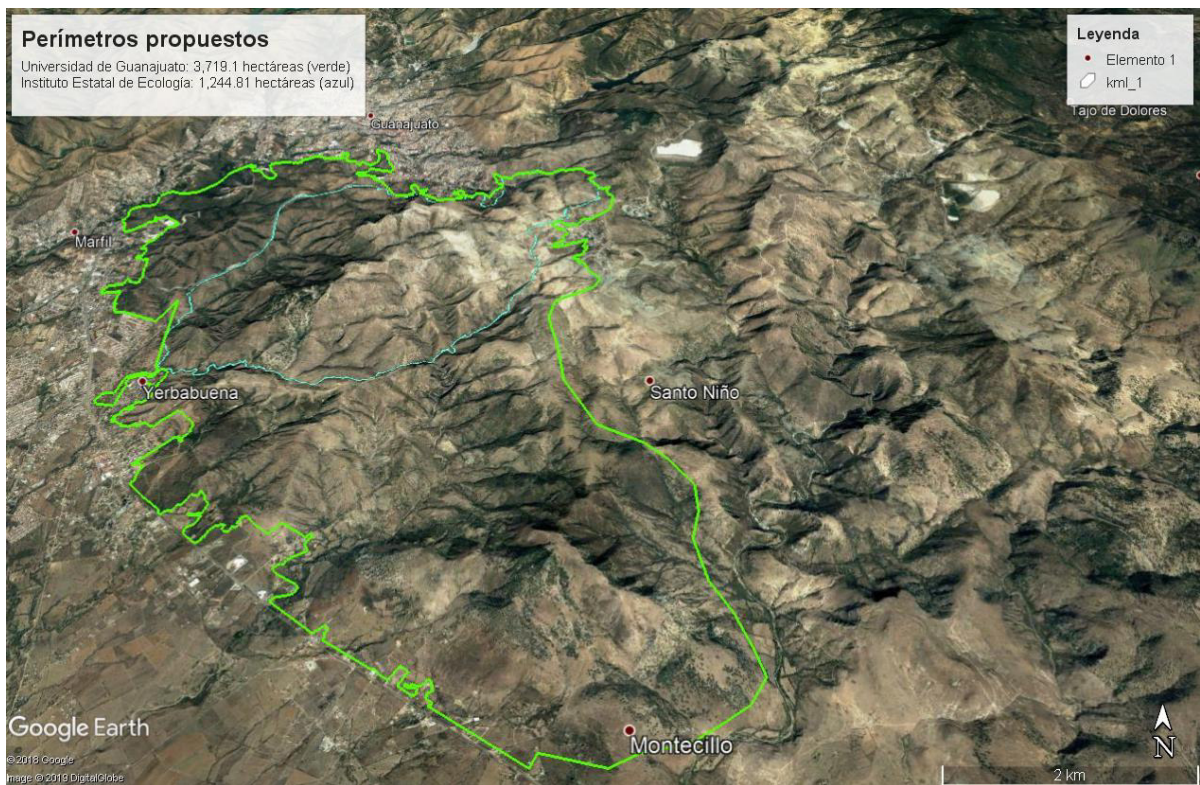 Perímetros propuestos
Universidad de Guanajuato: 3,719.1 hectáreas (verde)
Instituto Estatal de Ecología: 1,244.81 hectáreas (azul)
Leyenda
Elemento 1
kml_1
Tajo de Dolores
Guanajuato
Marfil
Yerbabuena
Santo Niño
Montecillo
Google Earth
© 2018 Google
Image © 2019 DigitalGlobe
N
2 km